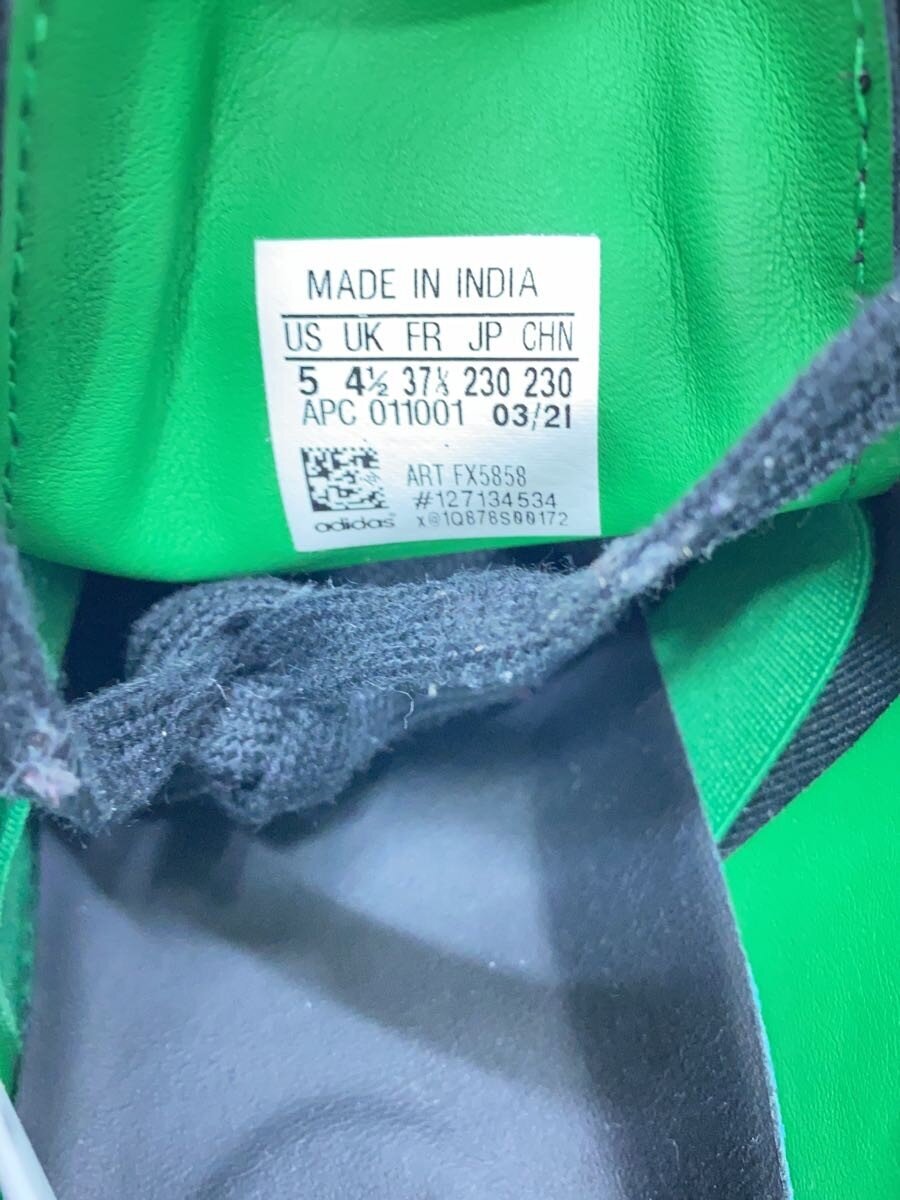 MADE IN INDIA
US UK FR JP CHN
5 4½ 37⅓ 230 230
APC 011001 03/21
ART FX5858
#127134534
adidas x@1Q878S00172